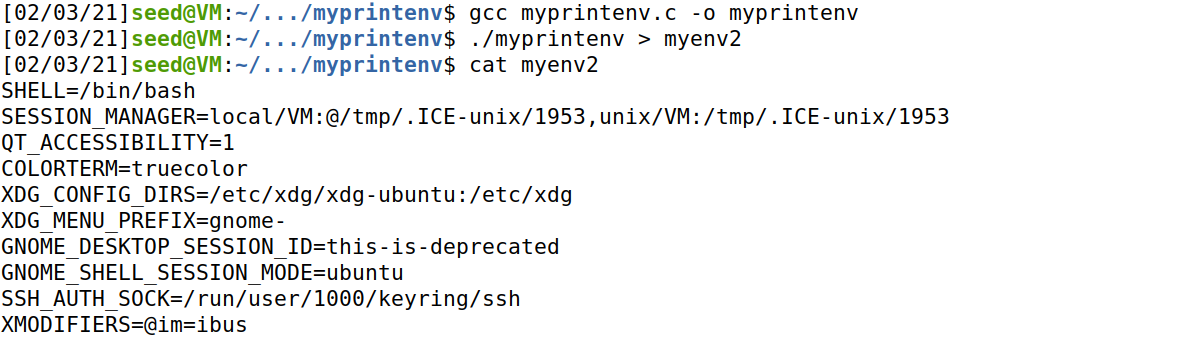 [02/03/21]seed@VM:~/.../myprintenv$ gcc myprintenv.c -o myprintenv
[02/03/21]seed@VM:~/.../myprintenv$ ./myprintenv > myenv2
[02/03/21]seed@VM:~/.../myprintenv$ cat myenv2
SHELL=/bin/bash
SESSION_MANAGER=local/VM:@/tmp/.ICE-unix/1953,unix/VM:/tmp/.ICE-unix/1953
QT_ACCESSIBILITY=1
COLORTERM=truecolor
XDG_CONFIG_DIRS=/etc/xdg/xdg-ubuntu:/etc/xdg
XDG_MENU_PREFIX=gnome-
GNOME_DESKTOP_SESSION_ID=this-is-deprecated
GNOME_SHELL_SESSION_MODE=ubuntu
SSH_AUTH_SOCK=/run/user/1000/keyring/ssh
XMODIFIERS=@im=ibus